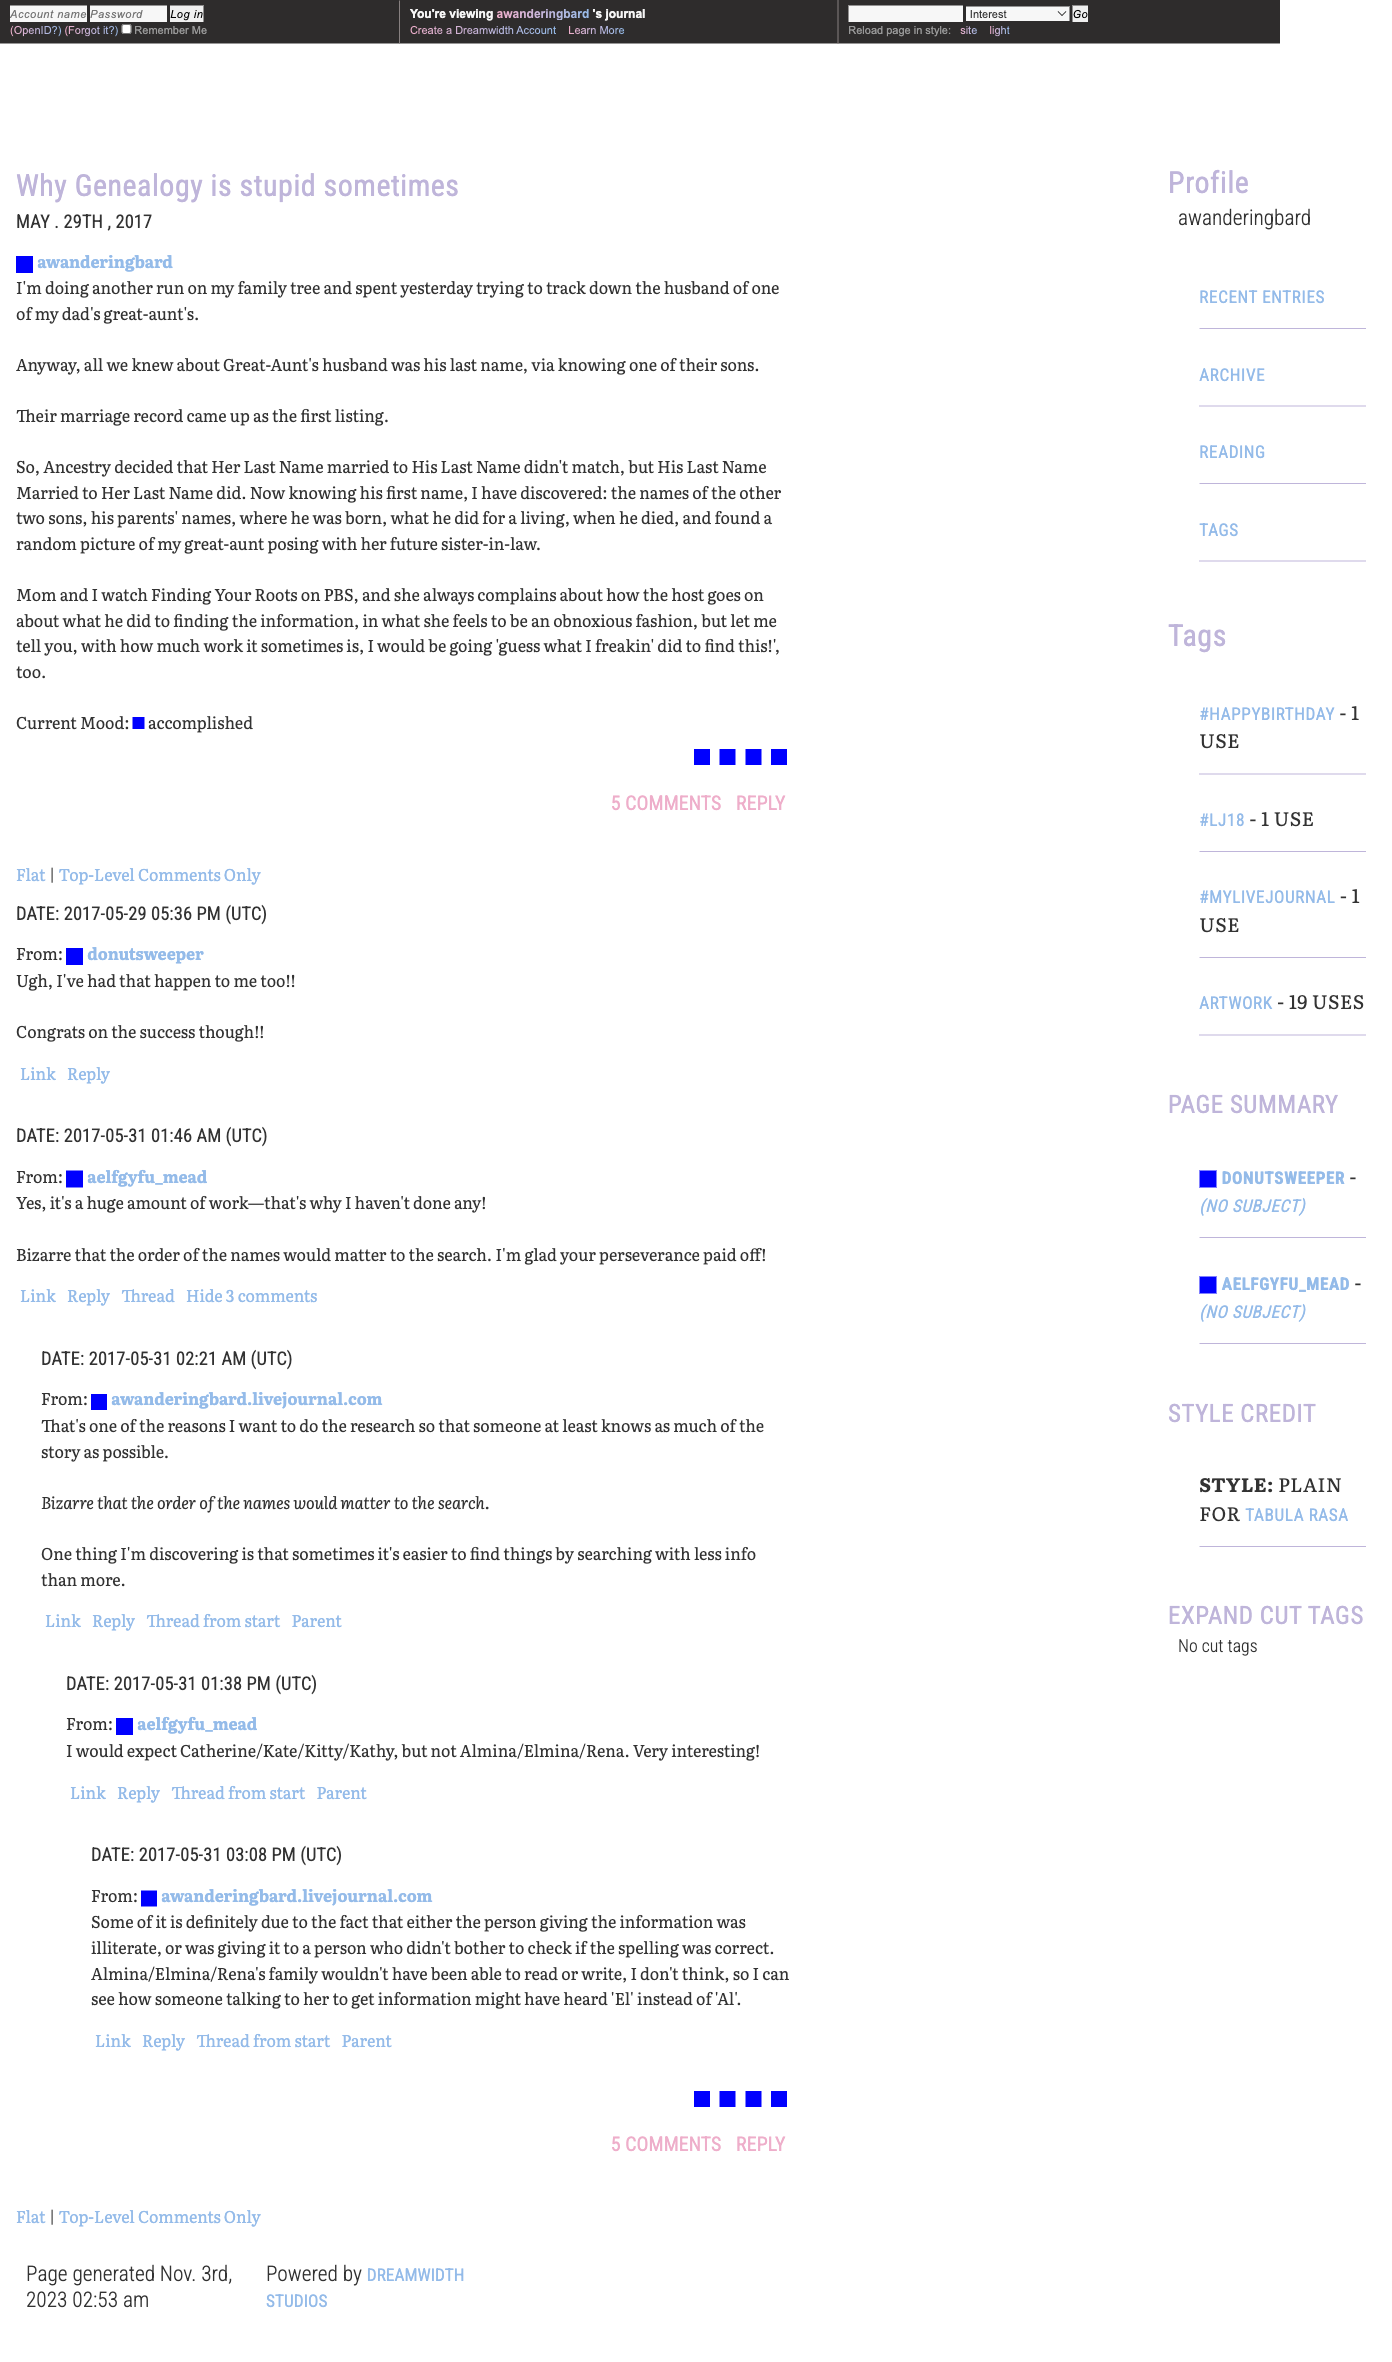 Account name Password Log in
(OpenID?) (Forgot it?) Remember Me
You're viewing awanderingbard 's journal
Create a Dreamwidth Account Learn More
Interest Go
Reload page in style: site light
Why Genealogy is stupid sometimes
MAY . 29TH , 2017
awanderingbard
I'm doing another run on my family tree and spent yesterday trying to track down the husband of one
of my dad's great-aunt's.
Anyway, all we knew about Great-Aunt's husband was his last name, via knowing one of their sons.
Their marriage record came up as the first listing.
So, Ancestry decided that Her Last Name married to His Last Name didn't match, but His Last Name
Married to Her Last Name did. Now knowing his first name, I have discovered: the names of the other
two sons, his parents' names, where he was born, what he did for a living, when he died, and found a
random picture of my great-aunt posing with her future sister-in-law.
Mom and I watch Finding Your Roots on PBS, and she always complains about how the host goes on
about what he did to finding the information, in what she feels to be an obnoxious fashion, but let me
tell you, with how much work it sometimes is, I would be going 'guess what I freakin' did to find this!',
too.
Current Mood: accomplished
5 COMMENTS REPLY
Flat | Top-Level Comments Only
DATE: 2017-05-29 05:36 PM (UTC)
From: donutsweeper
Ugh, I've had that happen to me too!!
Congrats on the success though!!
Link Reply
DATE: 2017-05-31 01:46 AM (UTC)
From: aelfgyfu_mead
Yes, it's a huge amount of work—that's why I haven't done any!
Bizarre that the order of the names would matter to the search. I'm glad your perseverance paid off!
Link Reply Thread Hide 3 comments
DATE: 2017-05-31 02:21 AM (UTC)
From: awanderingbard.livejournal.com
That's one of the reasons I want to do the research so that someone at least knows as much of the
story as possible.
Bizarre that the order of the names would matter to the search.
One thing I'm discovering is that sometimes it's easier to find things by searching with less info
than more.
Link Reply Thread from start Parent
DATE: 2017-05-31 01:38 PM (UTC)
From: aelfgyfu_mead
I would expect Catherine/Kate/Kitty/Kathy, but not Almina/Elmina/Rena. Very interesting!
Link Reply Thread from start Parent
DATE: 2017-05-31 03:08 PM (UTC)
From: awanderingbard.livejournal.com
Some of it is definitely due to the fact that either the person giving the information was
illiterate, or was giving it to a person who didn't bother to check if the spelling was correct.
Almina/Elmina/Rena's family wouldn't have been able to read or write, I don't think, so I can
see how someone talking to her to get information might have heard 'El' instead of 'Al'.
Link Reply Thread from start Parent
5 COMMENTS REPLY
Flat | Top-Level Comments Only
Profile
awanderingbard
RECENT ENTRIES
ARCHIVE
READING
TAGS
Tags
#HAPPYBIRTHDAY - 1
USE
#LJ18 - 1 USE
#MYLIVEJOURNAL - 1
USE
ARTWORK - 19 USES
PAGE SUMMARY
DONUTSWEEPER -
(NO SUBJECT)
AELFGYFU_MEAD -
(NO SUBJECT)
STYLE CREDIT
STYLE: PLAIN
FOR TABULA RASA
EXPAND CUT TAGS
No cut tags
Page generated Nov. 3rd,
2023 02:53 am
Powered by DREAMWIDTH
STUDIOS